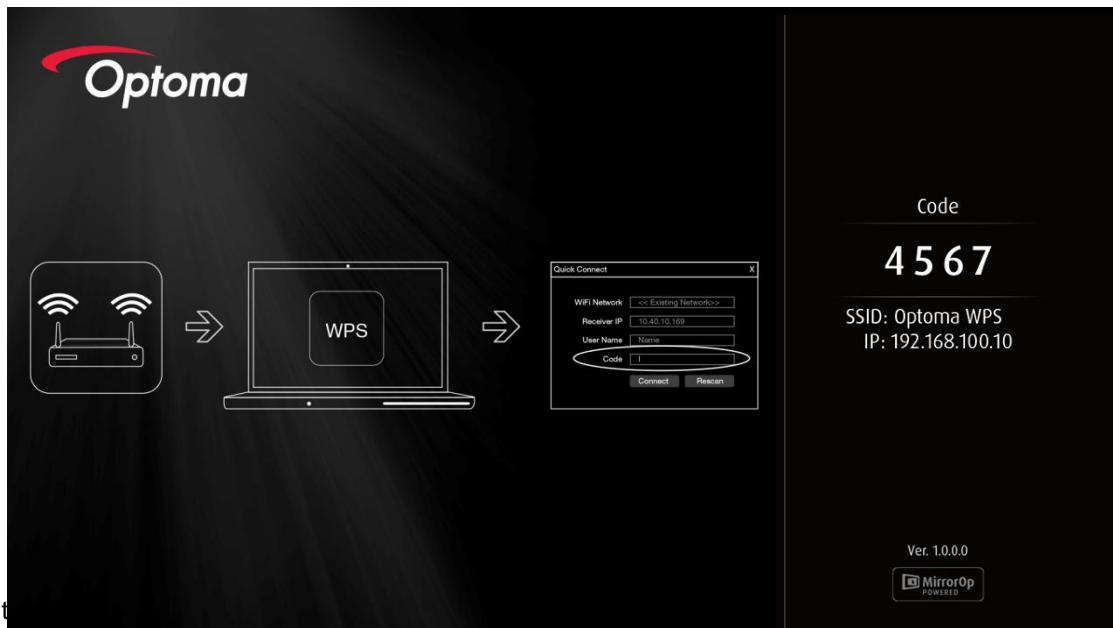 Optoma
WPS
Quick Connect X
WiFi Network << Existing Network>>
Receiver IP 10.40.10.169
User Name Name
Code
Connect Rescan
Code
4567
SSID: Optoma WPS
IP: 192.168.100.10
Ver. 1.0.0.0
MirrorOp
POWERED
t